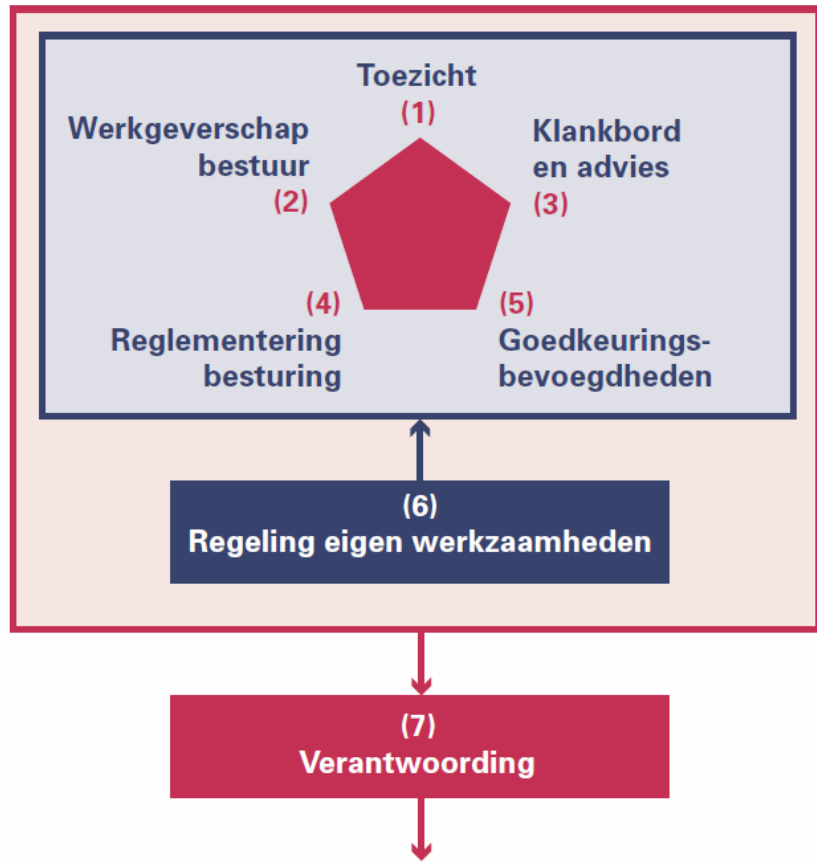 Toezicht
(1)
Werkgeverschap
bestuur
(2)
Klankbord
en advies
(3)
(4)
Reglementering
besturing
(5)
Goedkeurings-
bevoegdheden
(6)
Regeling eigen werkzaamheden
(7)
Verantwoording